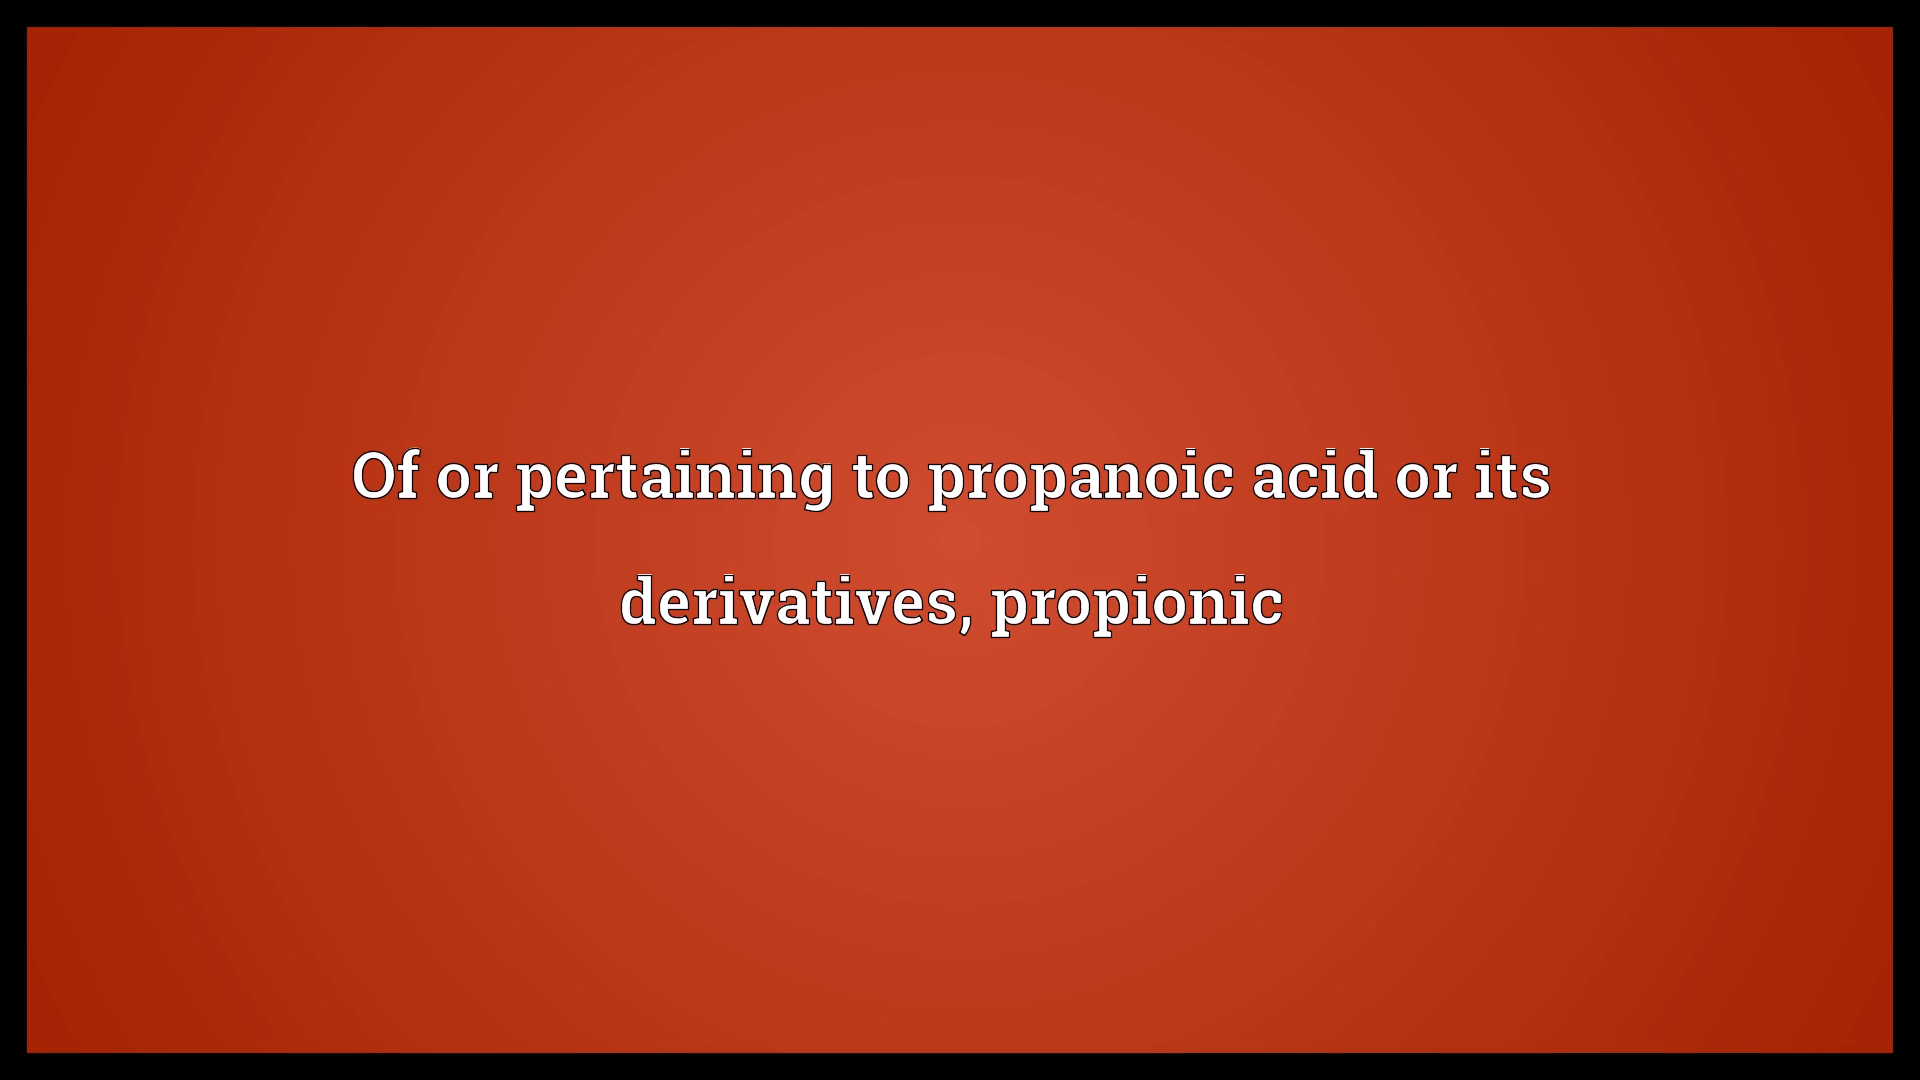 Of or pertaining to propanoic acid or its
derivatives, propionic